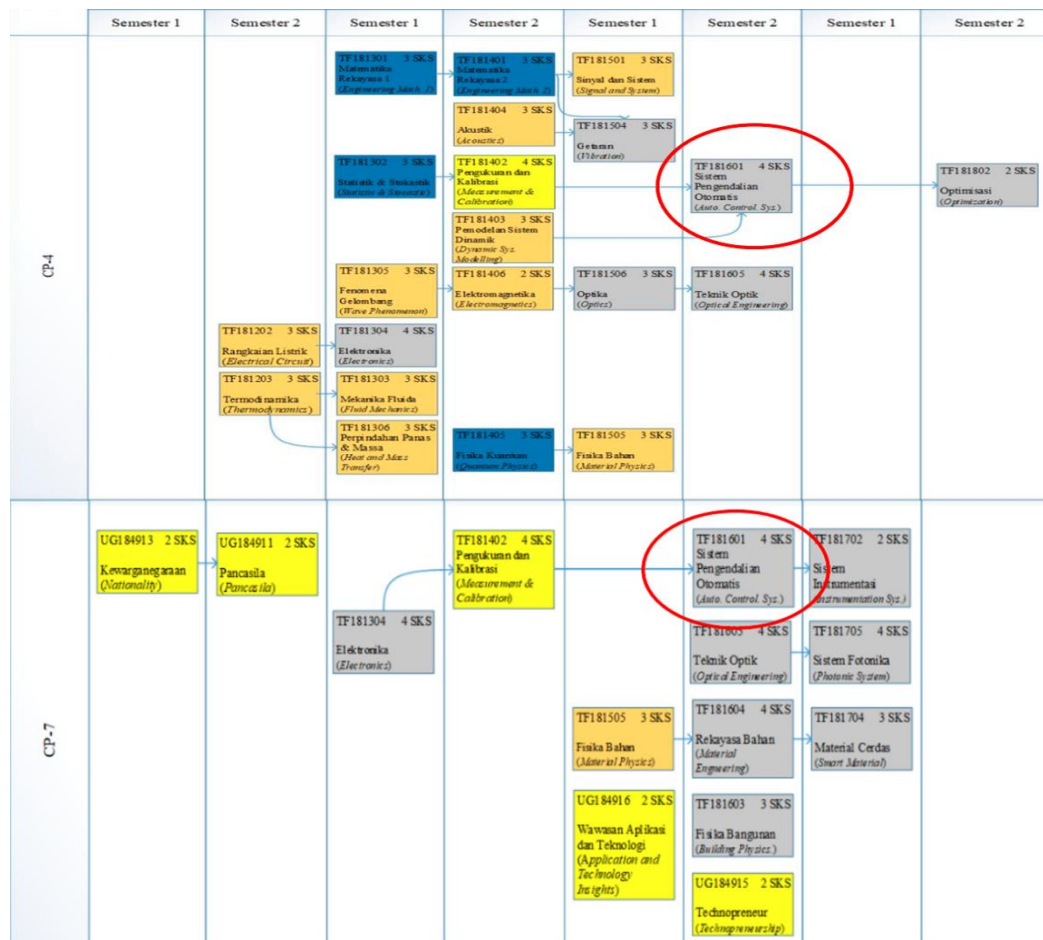 Semester 1 Semester 2 Semester 1 Semester 2 Semester 1 Semester 2 Semester 1 Semester 2
CP-4
TF181301 3 SKS
Matematika
Rekayasa 1
(Engineering Math. 1)
TF181401 3 SKS
Matematika
Rekayasa 2
(Engineering Math. 2)
TF181501 3 SKS
Sinyal dan Sistem
(Signal and System)
TF181404 3 SKS
Akustik
(Acoustics)
TF181504 3 SKS
Getaran
(Vibration)
TF181302 3 SKS
Statistik & Stokastik
TF181402 4 SKS
Pengukuran dan
Kalibrasi
(Measurement &
Calibration)
TF181601 4 SKS
Sistem
Pengendalian
Otomatis
(Auto. Control. Sys.)
TF181802 2 SKS
Optimisasi
(Optimization)
TF181403 3 SKS
Pemodelan Sistem
Dinamik
(Dynamic Sys.
Modelling)
TF181305 3 SKS
Fenomena
Gelombang
(Wave Phenomenon)
TF181406 2 SKS
Elektromagnetika
(Electromagnetics)
TF181506 3 SKS
Optika
(Optics)
TF181605 4 SKS
Teknik Optik
(Optical Engineering)
TF181202 3 SKS
Rangkaian Listrik
(Electrical Circuit)
TF181304 4 SKS
Elektronika
(Electronics)
TF181203 3 SKS
Termodinamika
(Thermodynamics)
TF181303 3 SKS
Mekanika Fluida
(Fluid Mechanics)
TF181306 3 SKS
Perpindahan Panas
& Massa
(Heat and Mass
Transfer)
TF181405 3 SKS
Fisika Kuantum
(Quantum Physics)
TF181505 3 SKS
Fisika Bahan
(Material Physics)
CP-7
UG184913 2 SKS
Kewarganegaraan
(Nationality)
UG184911 2 SKS
Pancasila
(Pancasila)
TF181304 4 SKS
Elektronika
(Electronics)
TF181402 4 SKS
Pengukuran dan
Kalibrasi
(Measurement &
Calibration)
TF181601 4 SKS
Sistem
Pengendalian
Otomatis
(Auto. Control. Sys.)
TF181702 2 SKS
Sistem
Instrumentasi
(Instrumentation Sys.)
TF181605 4 SKS
Teknik Optik
(Optical Engineering)
TF181705 4 SKS
Sistem Fotonika
(Photonic System)
TF181505 3 SKS
Fisika Bahan
(Material Physics)
TF181604 4 SKS
Rekayasa Bahan
(Material
Engneering)
TF181704 3 SKS
Material Cerdas
(Smart Material)
UG184916 2 SKS
Wawasan Aplikasi
dan Teknologi
(Application and
Technology
Insights)
TF181603 3 SKS
Fisika Bangunan
(Building Physics.)
UG184915 2 SKS
Technopreneur
(Technopreneurship)